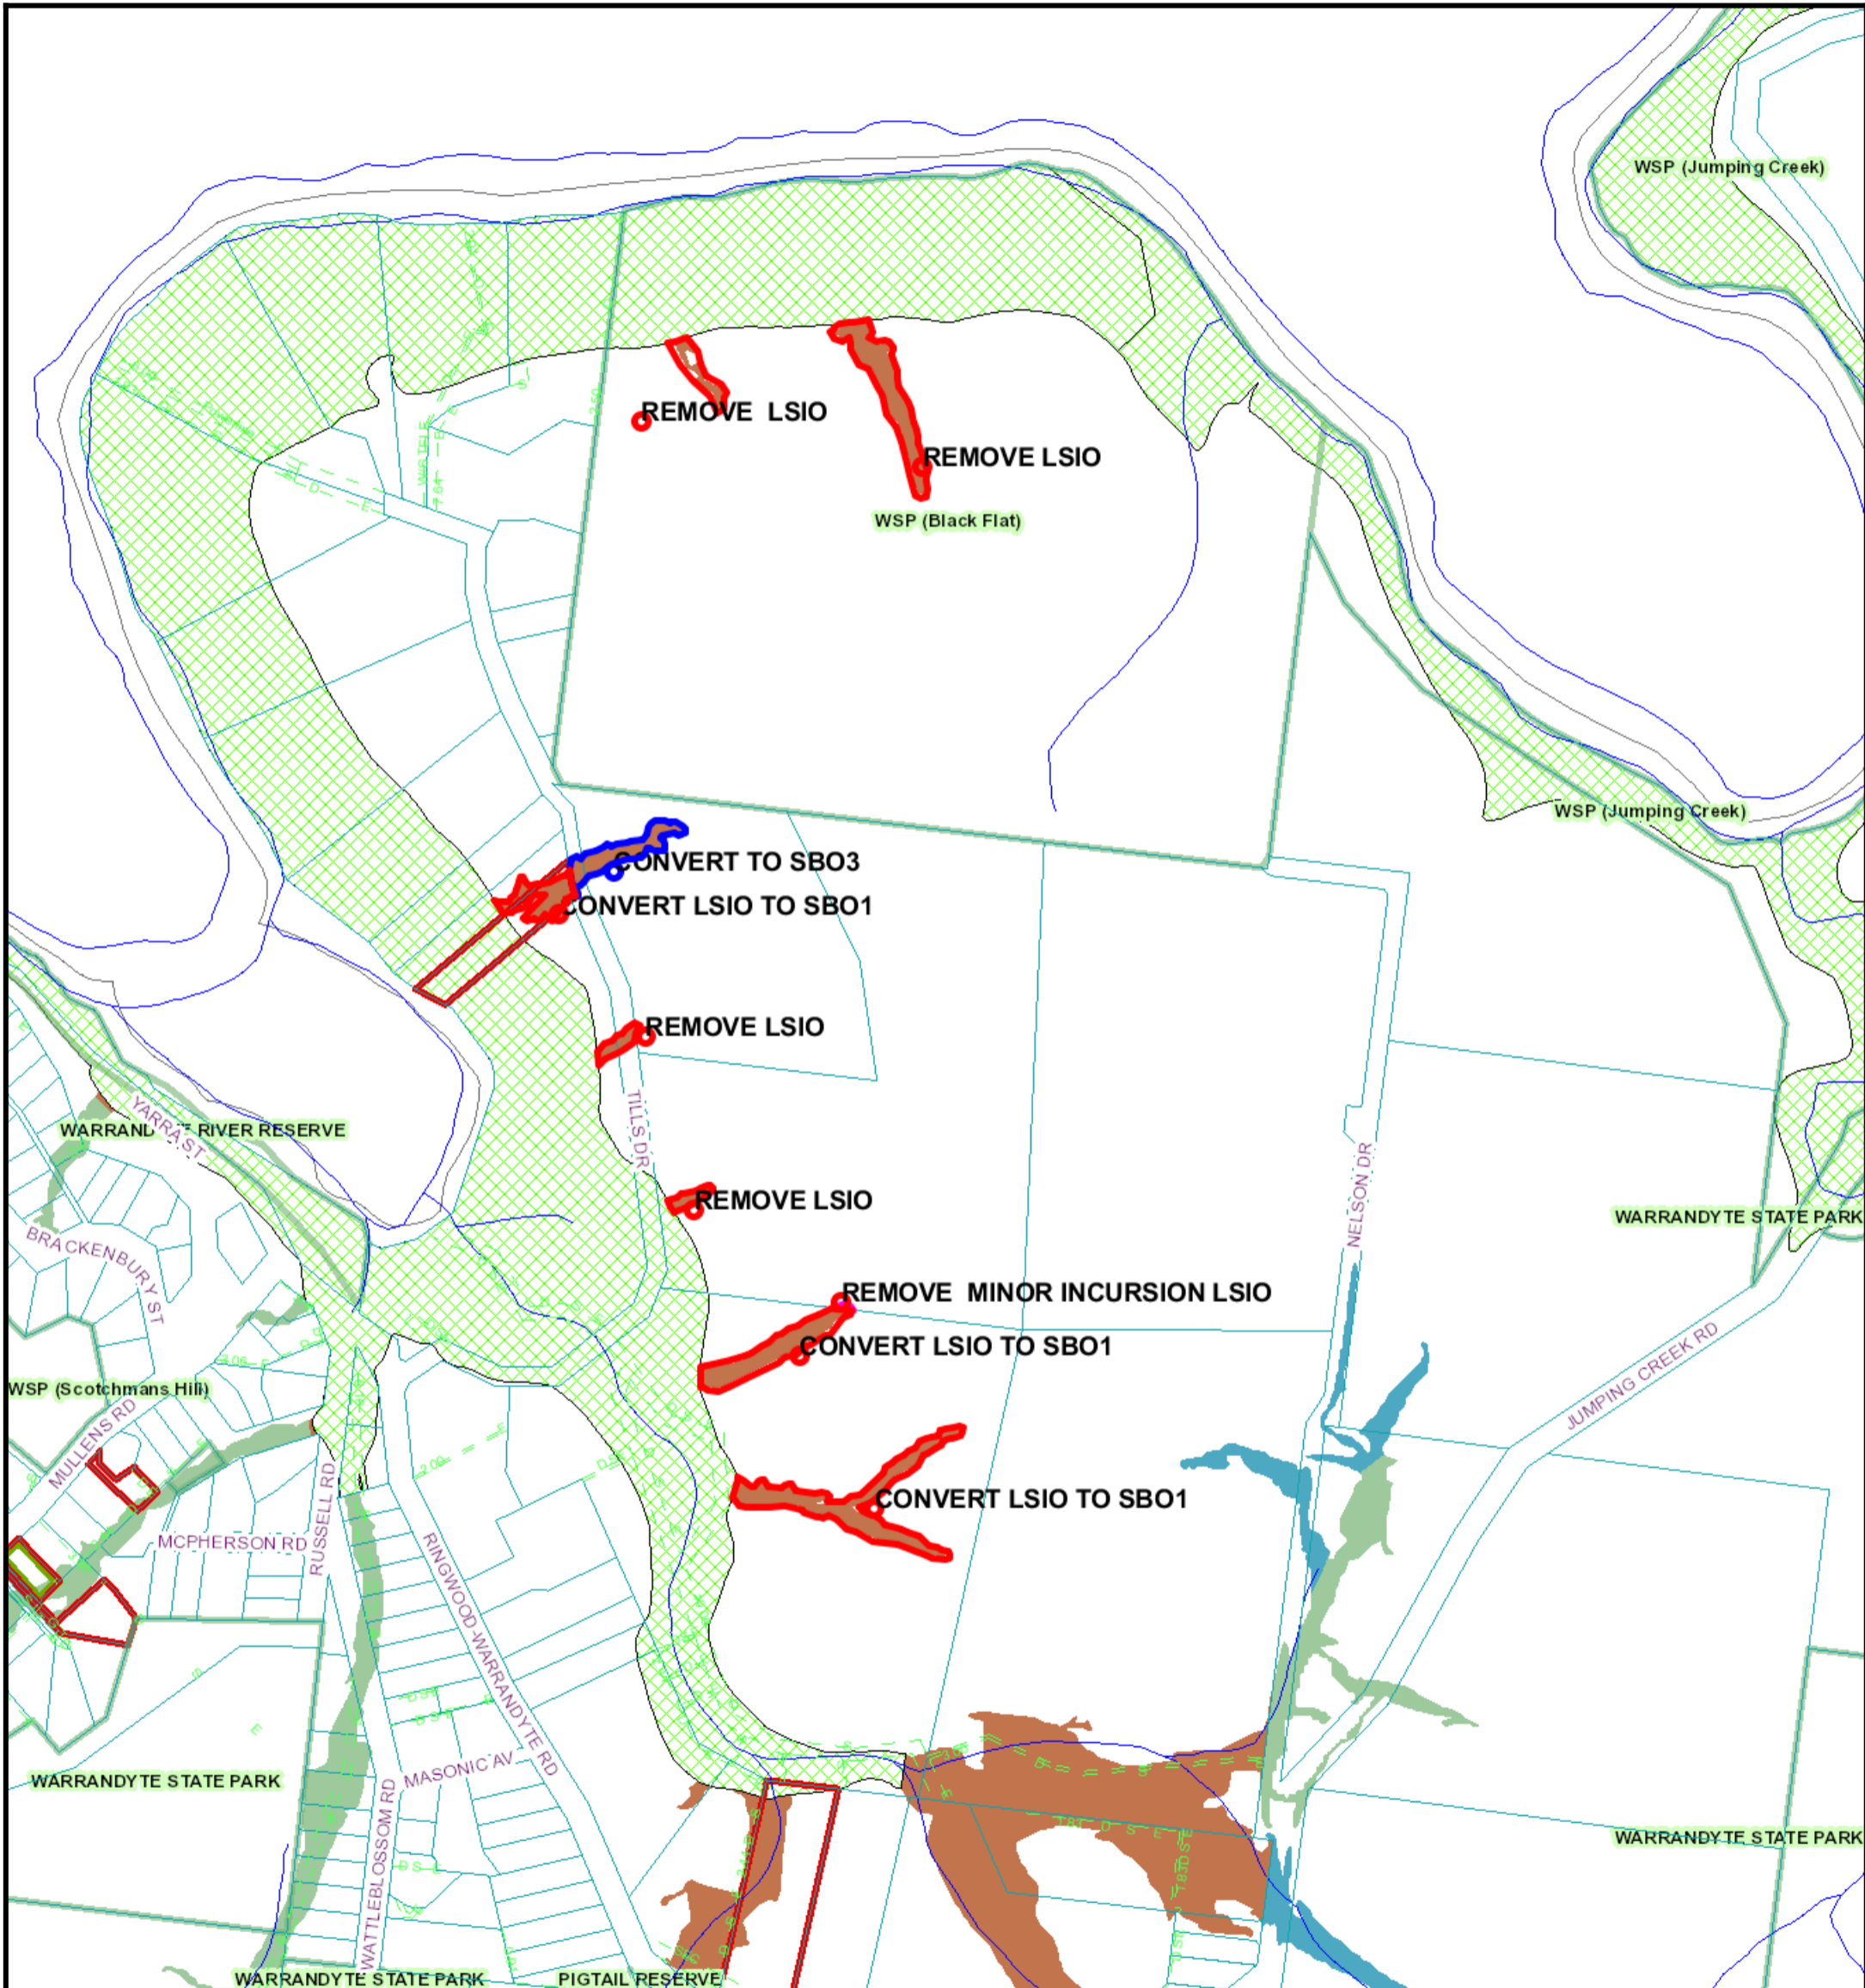 WSP (Jumping Creek)
REMOVE LSIO
REMOVE LSIO
WSP (Black Flat)
WSP (Jumping Creek)
CONVERT TO SBO3
CONVERT LSIO TO SBO1
REMOVE LSIO
TILLS DR
YARRA ST
RIVER RESERVE
NELSON DR
REMOVE LSIO
WARRANDYTE STATE PARK
BRACKENBURY ST
REMOVE MINOR INCURSION LSIO
CONVERT LSIO TO SBO1
JUMPING CREEK RD
WSP (Scotchmans Hill)
MULLENS RD
CONVERT LSIO TO SBO1
RUSSELL RD
MCPHERSON RD
RINGWOOD-WARRANDYTE RD
MASONIC AV
WARRANDYTE STATE PARK
WATTLEBLOSSOM RD
WARRANDYTE STATE PARK
WARRANDYTE STATE PARK
PIGTAIL RESERVE